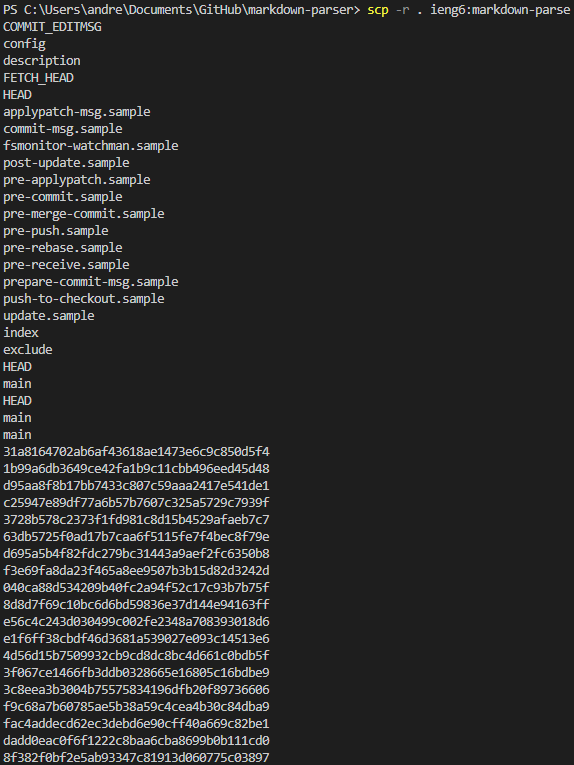 PS C:\Users\andre\Documents\GitHub\markdown-parser> scp -r . ieng6:markdown-parse
COMMIT_EDITMSG
config
description
FETCH_HEAD
HEAD
applypatch-msg.sample
commit-msg.sample
fsmonitor-watchman.sample
post-update.sample
pre-applypatch.sample
pre-commit.sample
pre-merge-commit.sample
pre-push.sample
pre-rebase.sample
pre-receive.sample
prepare-commit-msg.sample
push-to-checkout.sample
update.sample
index
exclude
HEAD
main
HEAD
main
main
31a8164702ab6af43618ae1473e6c9c850d5f4
1b99a6db3649ce42fa1b9c11cbb496eed45d48
d95aa8f8b17bb7433c807c59aaa2417e541de1
c25947e89df77a6b57b7607c325a5729c7939f
3728b578c2373f1fd981c8d15b4529afaeb7c7
63db5725f0ad17b7caa6f5115fe7f4bec8f79e
d695a5b4f82fdc279bc31443a9aef2fc6350b8
f3e69fa8da23f465a8ee9507b3b15d82d3242d
040ca88d534209b40fc2a94f52c17c93b7b75f
8d8d7f69c10bc6d6bd59836e37d144e94163ff
e56c4c243d030499c002fe2348a708393018d6
e1f6ff38cbdf46d3681a539027e093c14513e6
4d56d15b7509932cb9cd8dc8bc4d661c0bdb5f
3f067ce1466fb3ddb0328665e16805c16bdbe9
3c8eea3b3004b75575834196dfb20f89736606
f9c68a7b60785ae5b38a59c4cea4b30c84dba9
fac4addecd62ec3debd6e90cff40a669c82be1
dadd0eac0f6f1222c8baa6cba8699b0b111cd0
8f382f0bf2e5ab93347c81913d060775c03897